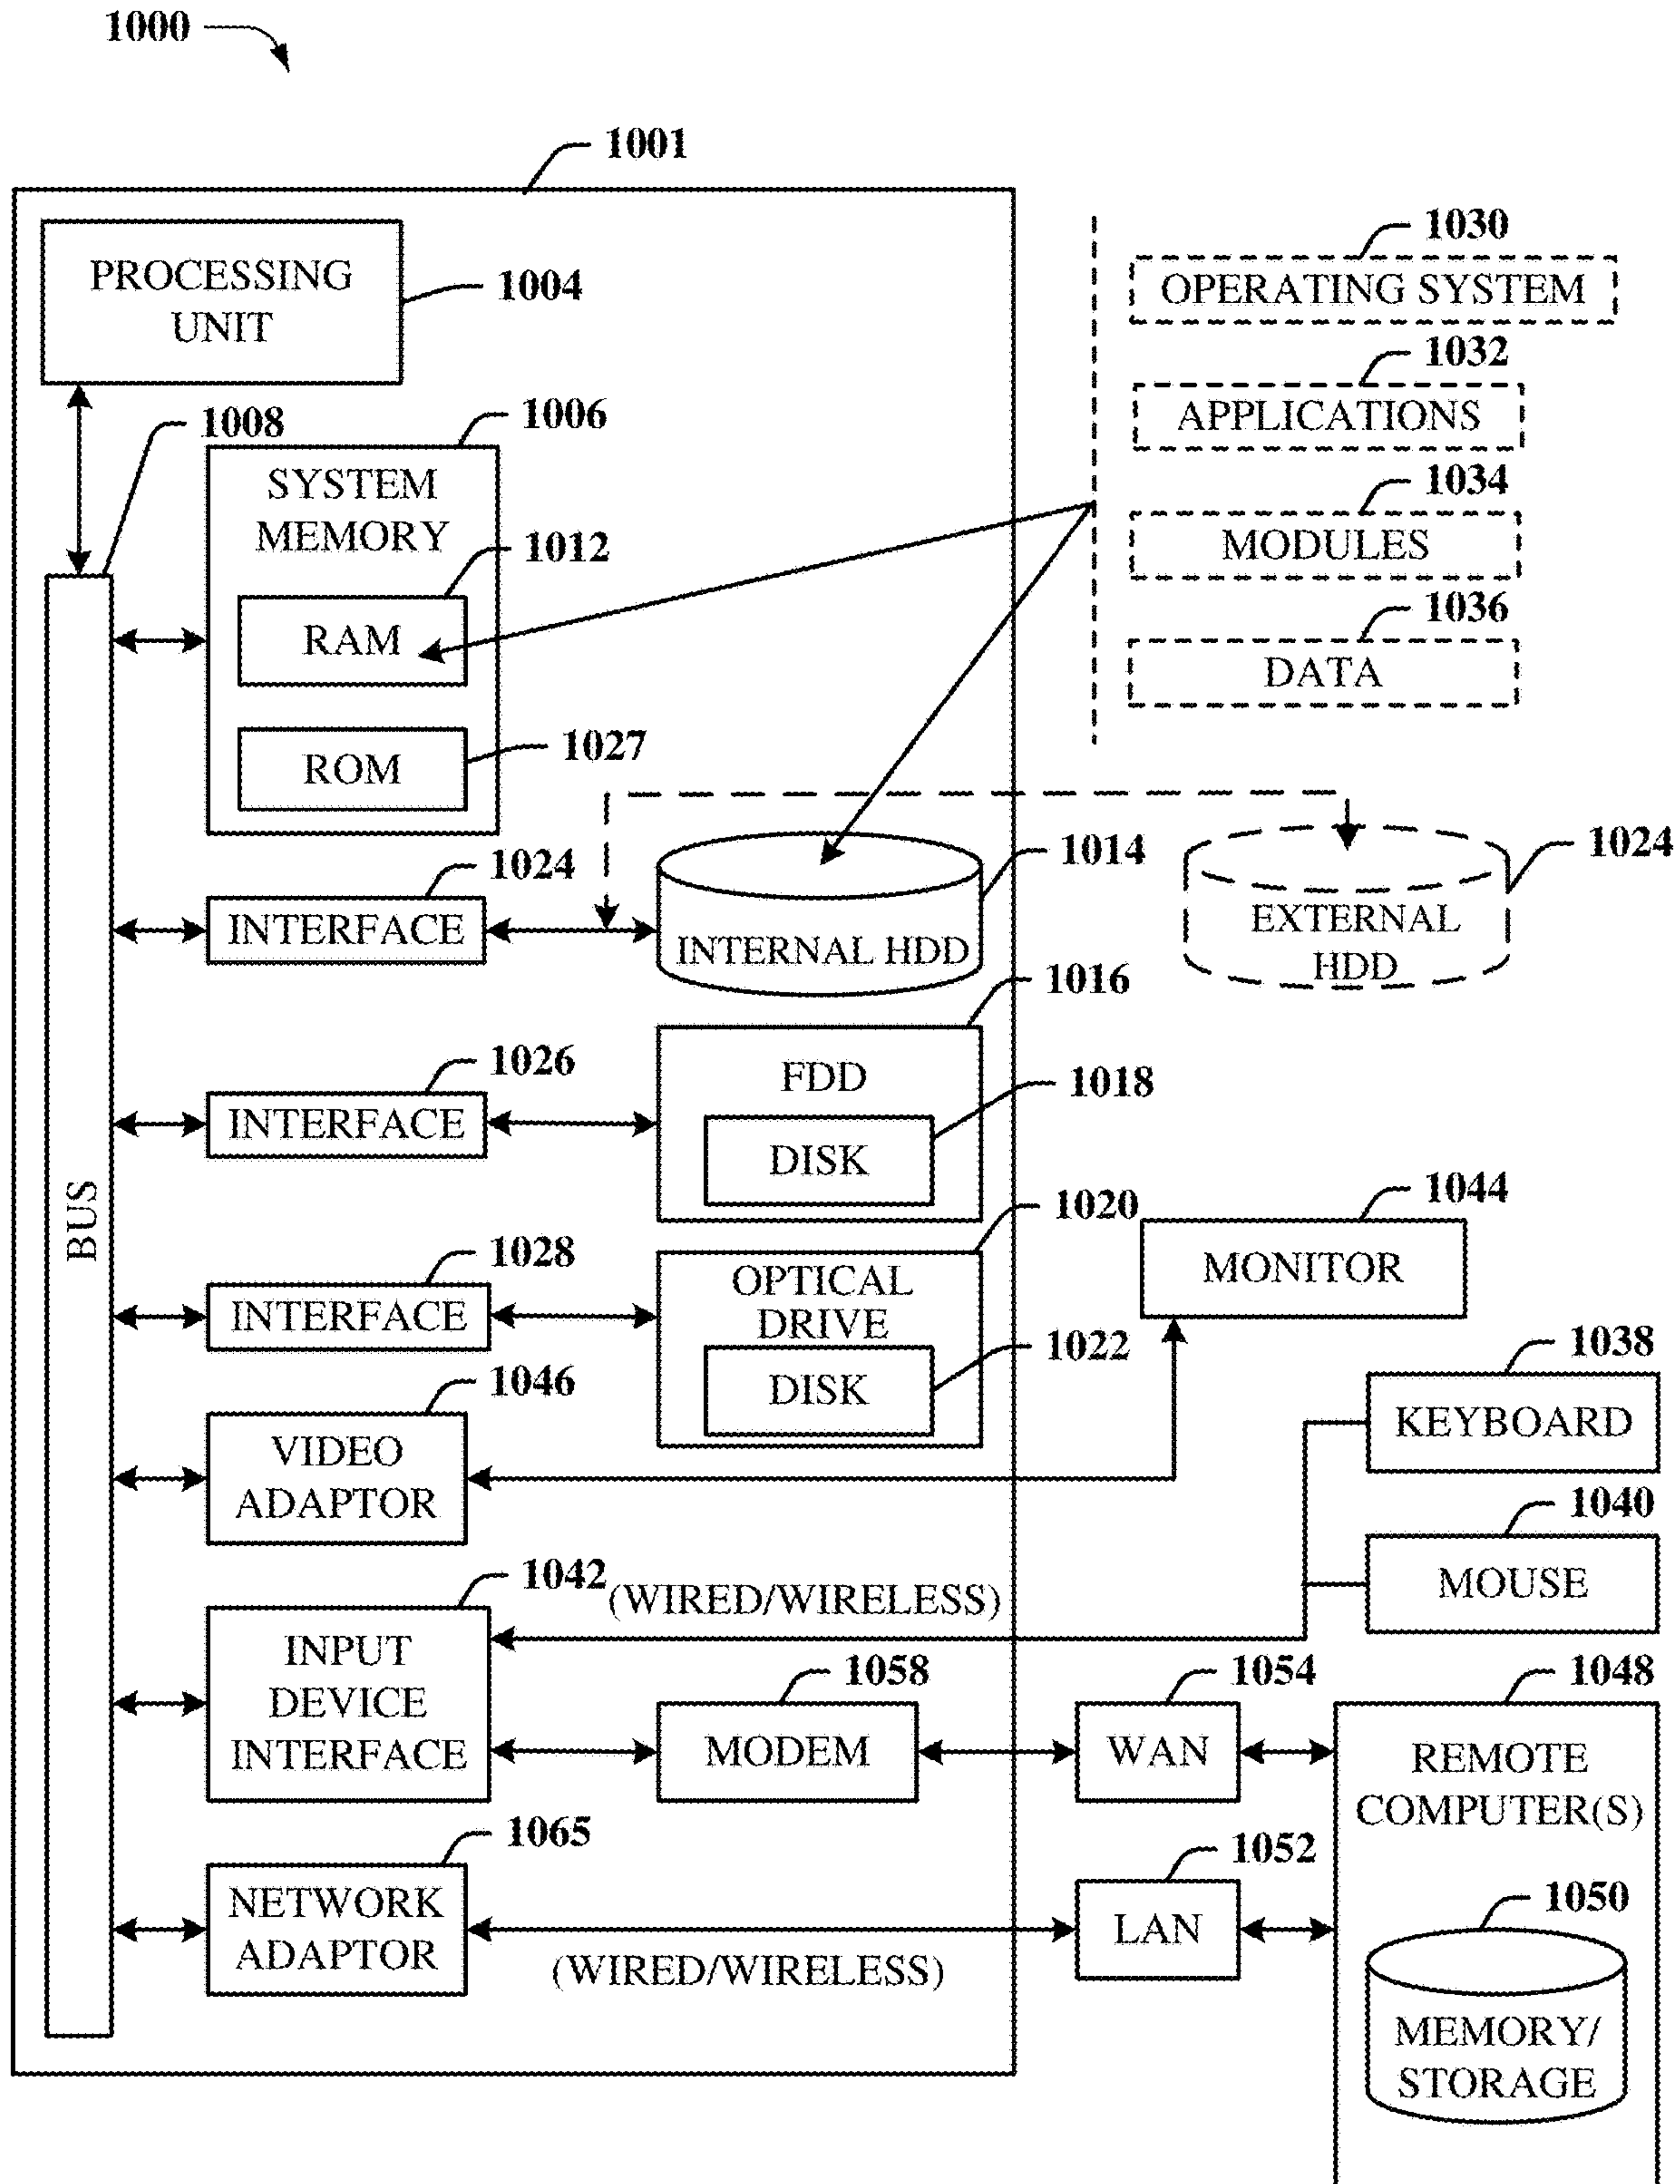 1000
1001
PROCESSING
UNIT
1004
1030
OPERATING SYSTEM
1032
APPLICATIONS
1034
MODULES
1036
DATA
1008
1006
SYSTEM
MEMORY
1012
RAM
1027
ROM
1024
INTERFACE
1014
INTERNAL HDD
1024
EXTERNAL
HDD
1026
INTERFACE
1016
FDD
1018
DISK
BUS
1028
INTERFACE
1020
OPTICAL
DRIVE
1022
DISK
1044
MONITOR
1046
VIDEO
ADAPTOR
1038
KEYBOARD
1040
MOUSE
1042
(WIRED/WIRELESS)
INPUT
DEVICE
INTERFACE
1058
MODEM
1054
WAN
1048
REMOTE
COMPUTER(S)
1065
NETWORK
ADAPTOR
(WIRED/WIRELESS)
1052
LAN
1050
MEMORY/
STORAGE